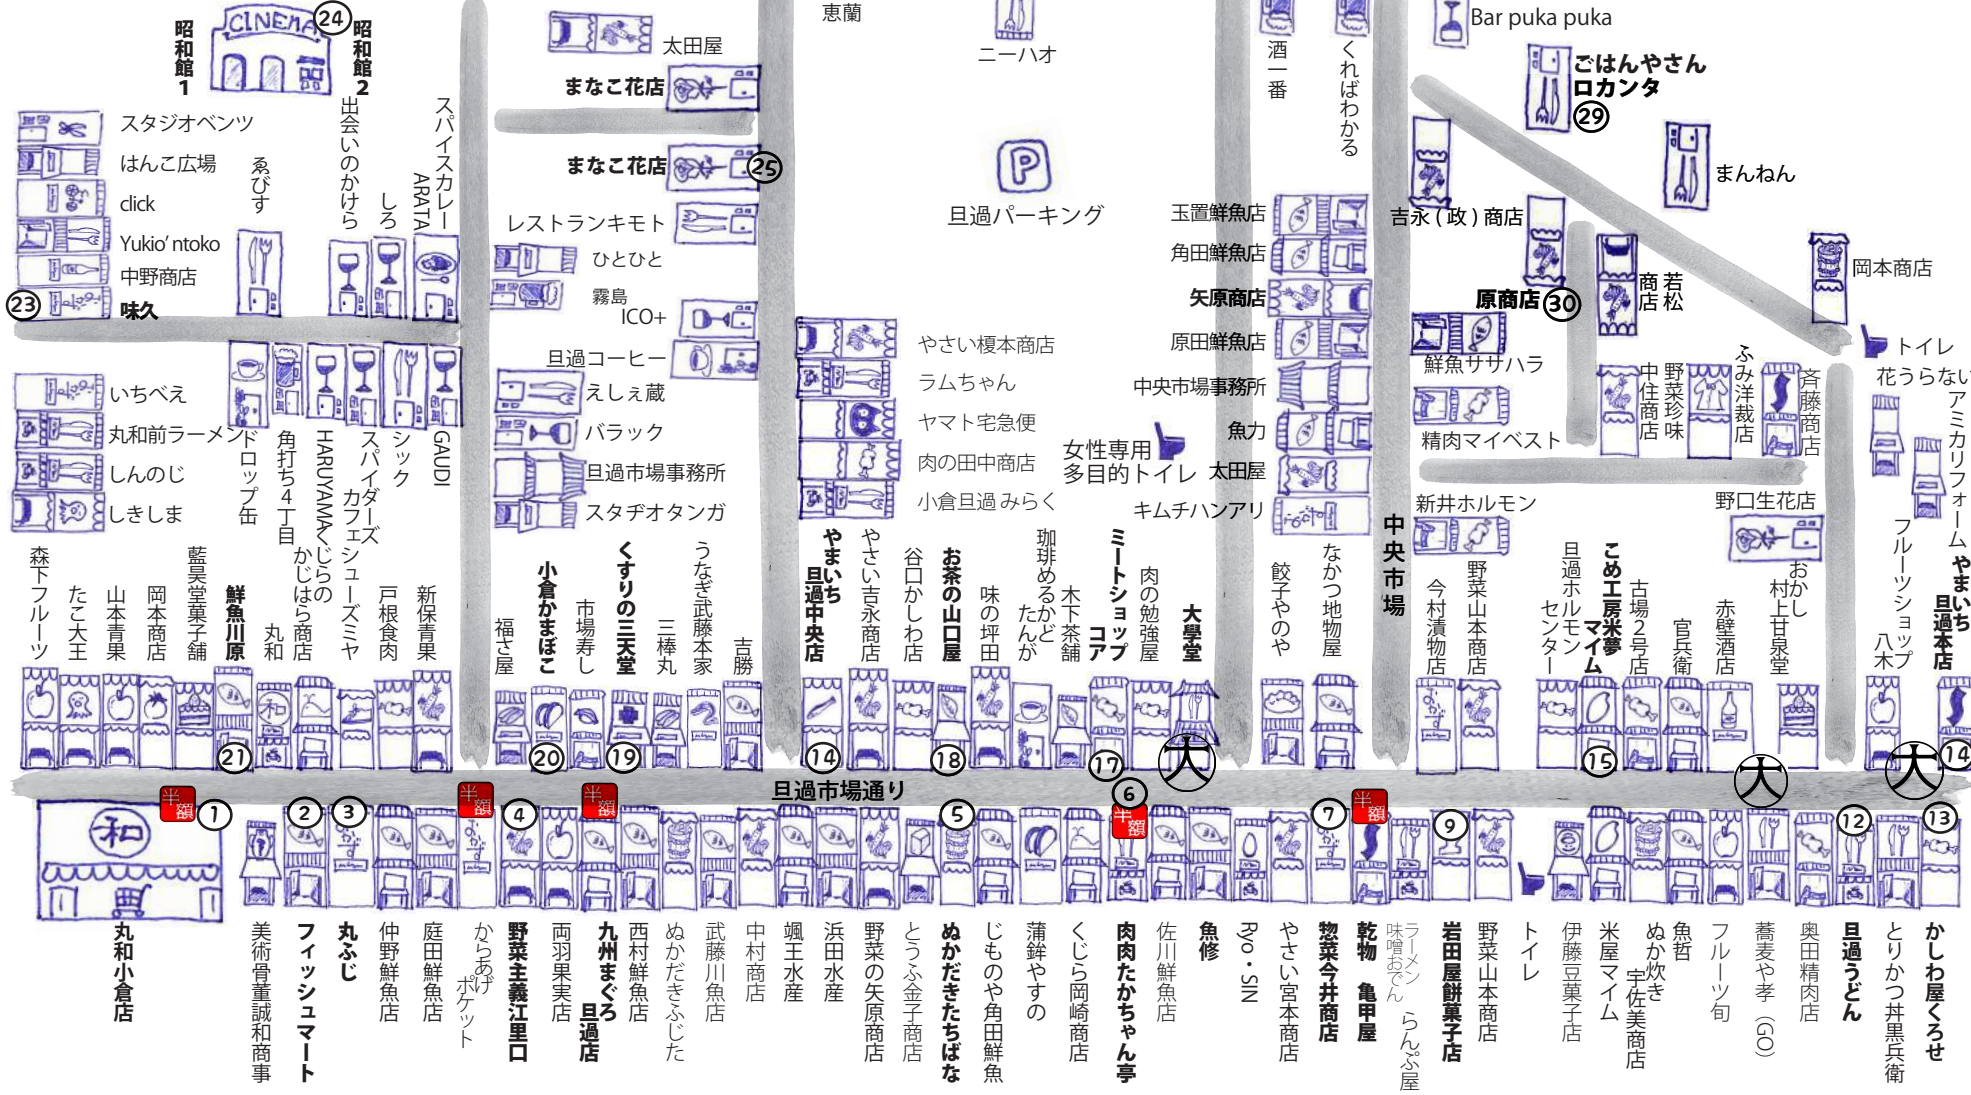 恵蘭
Bar puka puka
CINEMA
24
昭和館1
昭和館2
太田屋
ニーハオ
酒一番
くればわかる
まなこ花店
ごはんやさん
ロカンタ
29
スタジオベンツ
はんこ広場
click
Yukio’ ntoko
中野商店
23
味久
ゑびす
出会いのかけら
しろ
スパイスカレー
ARATA
まなこ花店
25
レストランキモト
ひとひと
霧島
ICO+
旦過コーヒー
えしぇ蔵
バラック
旦過市場事務所
スタヂオタンガ
P
旦過パーキング
まんねん
玉置鮮魚店
角田鮮魚店
矢原商店
原田鮮魚店
中央市場事務所
魚力
太田屋
キムチハンアリ
吉永(政)商店
原商店
30
若松
商店
岡本商店
鮮魚ササハラ
精肉マイベスト
新井ホルモン
中住商店
野菜珍味
ふみ洋裁店
斉藤商店
トイレ
花うらない
アミカリフォーム
野口生花店
いちべえ
丸和前ラーメン
しんのじ
しきしま
ドロップ缶
角打ち4丁目
HARUYAMA
スパイダーズ
カフェ
シック
GAUDI
やさい榎本商店
ラムちゃん
ヤマト宅急便
肉の田中商店
小倉旦過みらく
女性専用
多目的トイレ
中央市場
森下フルーツ
たこ大王
山本青果
岡本商店
藍昊堂菓子舗
鮮魚川原
丸和
かじはら商店
くじらの
シューズミヤ
戸根食肉
新保青果
福さ屋
小倉かまぼこ
市場寿し
くすりの三天堂
三棒丸
うなぎ武藤本家
吉勝
やまいち
旦過中央店
やさい吉永商店
谷口かしわ店
お茶の山口屋
味の坪田
珈琲めるかど
たんが
木下茶舗
ミートショップ
コア
肉の勉強屋
大學堂
餃子やのや
なかつ地物屋
今村漬物店
野菜山本商店
旦過ホルモン
センター
こめ工房米夢
マイム
古場2号店
官兵衛
赤壁酒店
おかし
村上甘泉堂
フルーツショップ
八木
やまいち
旦過本店
21
20
19
14
18
17
大
15
大
大
14
旦過市場通り
和
半額
1
2
3
半額
4
半額
5
6
半額
7
半額
9
12
13
丸和小倉店
美術骨董誠和商事
フィッシュマート
丸ふじ
仲野鮮魚店
庭田鮮魚店
からあげ
ポケット
野菜主義江里口
両羽果実店
九州まぐろ
旦過店
西村鮮魚店
ぬかだきふじた
武藤川魚店
中村商店
颯王水産
浜田水産
野菜の矢原商店
とうふ金子商店
ぬかだきたちばな
じものや角田鮮魚
蒲鉾やすの
くじら岡崎商店
肉肉たかちゃん亭
佐川鮮魚店
魚修
Ryo・SIN
やさい宮本商店
惣菜今井商店
乾物 亀甲屋
ラーメン
味噌おでん
らんぷ屋
岩田屋餅菓子店
野菜山本商店
トイレ
伊藤豆菓子店
米屋マイム
ぬか炊き
宇佐美商店
魚哲
フルーツ旬
蕎麦や孝(GO)
奥田精肉店
旦過うどん
とりかつ丼黒兵衛
かしわ屋くろせ